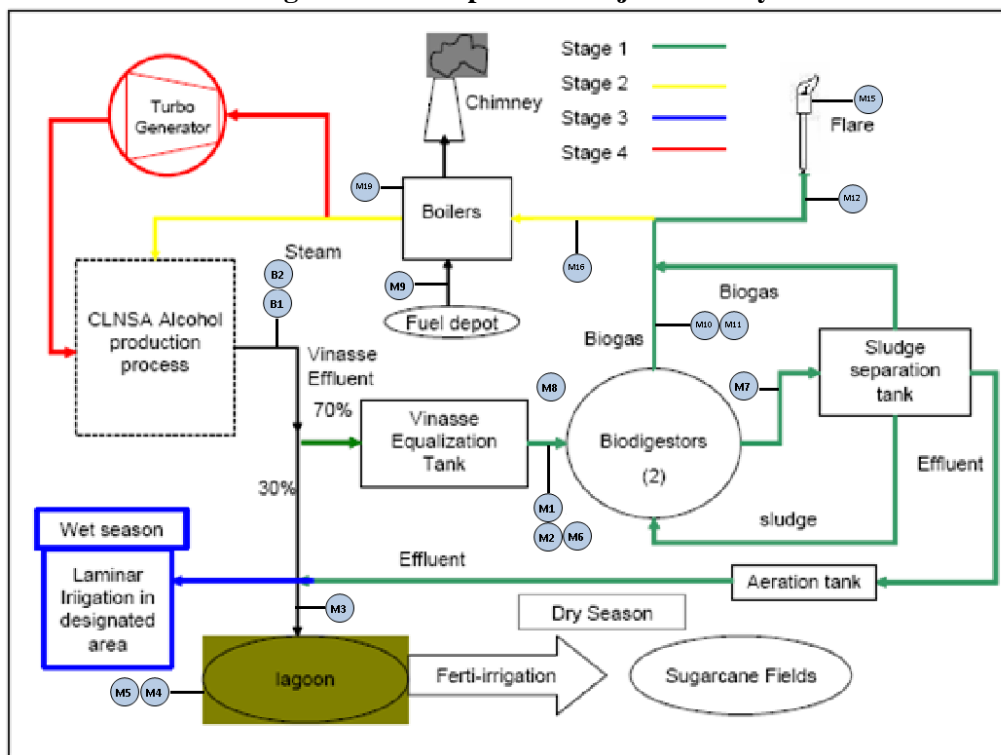 Stage 1
Stage 2
Stage 3
Stage 4
Chimney
Turbo
Generator
M15
Flare
M19
Boilers
M12
Steam
M16
B2
B1
M9
Fuel depot
Biogas
Biogas
M10
M11
CLNSA Alcohol
production
process
Vinasse
Effluent
70%
M8
M7
Sludge
separation
tank
Vinasse
Equalization
Tank
Biodigestors
(2)
Effluent
30%
M1
M2
M6
sludge
Wet season
Laminar
Iriigation in
designated
area
Effluent
Aeration tank
M3
Dry Season
M5
M4
lagoon
Ferti-irrigation
Sugarcane Fields